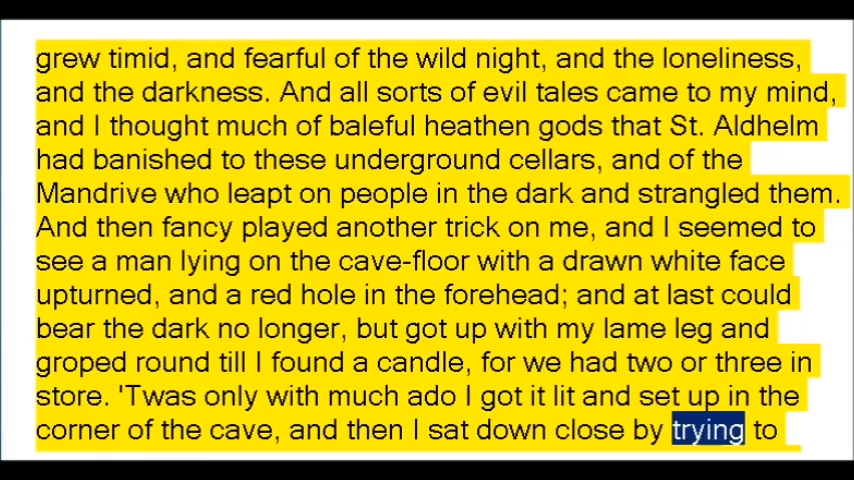 grew timid, and fearful of the wild night, and the loneliness,
and the darkness. And all sorts of evil tales came to my mind,
and I thought much of baleful heathen gods that St. Aldhelm
had banished to these underground cellars, and of the
Mandrive who leapt on people in the dark and strangled them.
And then fancy played another trick on me, and I seemed to
see a man lying on the cave-floor with a drawn white face
upturned, and a red hole in the forehead; and at last could
bear the dark no longer, but got up with my lame leg and
groped round till I found a candle, for we had two or three in
store. 'Twas only with much ado I got it lit and set up in the
corner of the cave, and then I sat down close by trying to